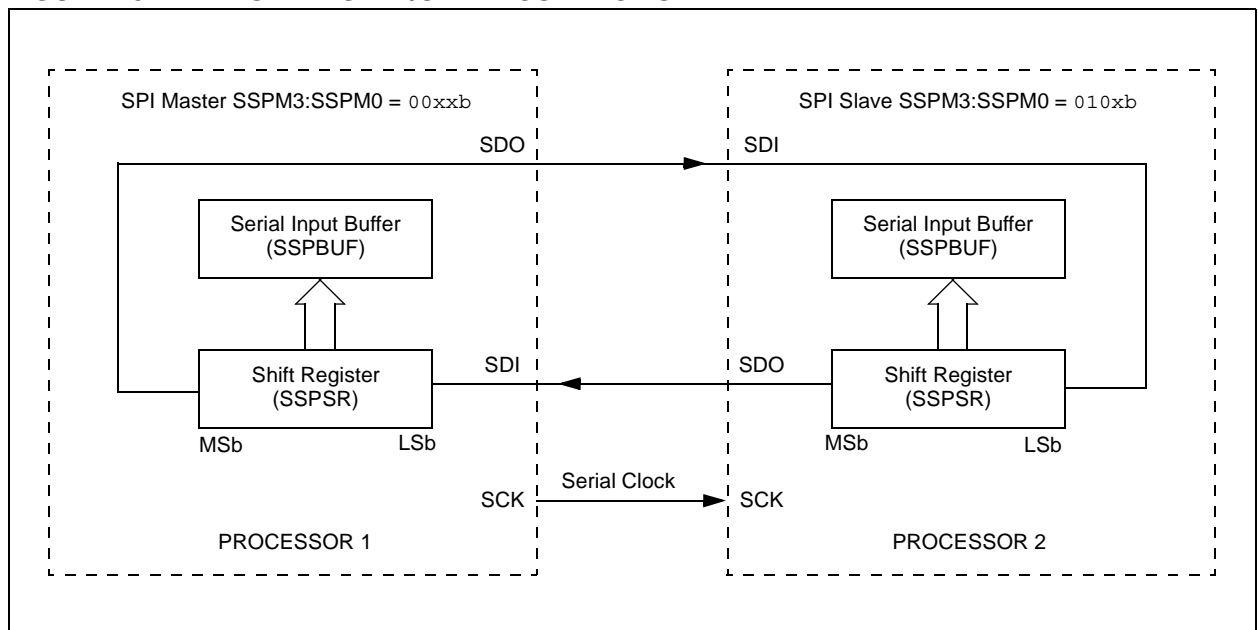 SPI Master SSPM3:SSPM0 = 00xxb
SPI Slave SSPM3:SSPM0 = 010xb
SDO
SDI
Serial Input Buffer
(SSPBUF)
Serial Input Buffer
(SSPBUF)
Shift Register
(SSPSR)
SDI
SDO
Shift Register
(SSPSR)
MSb
LSb
MSb
LSb
Serial Clock
SCK
SCK
PROCESSOR 1
PROCESSOR 2